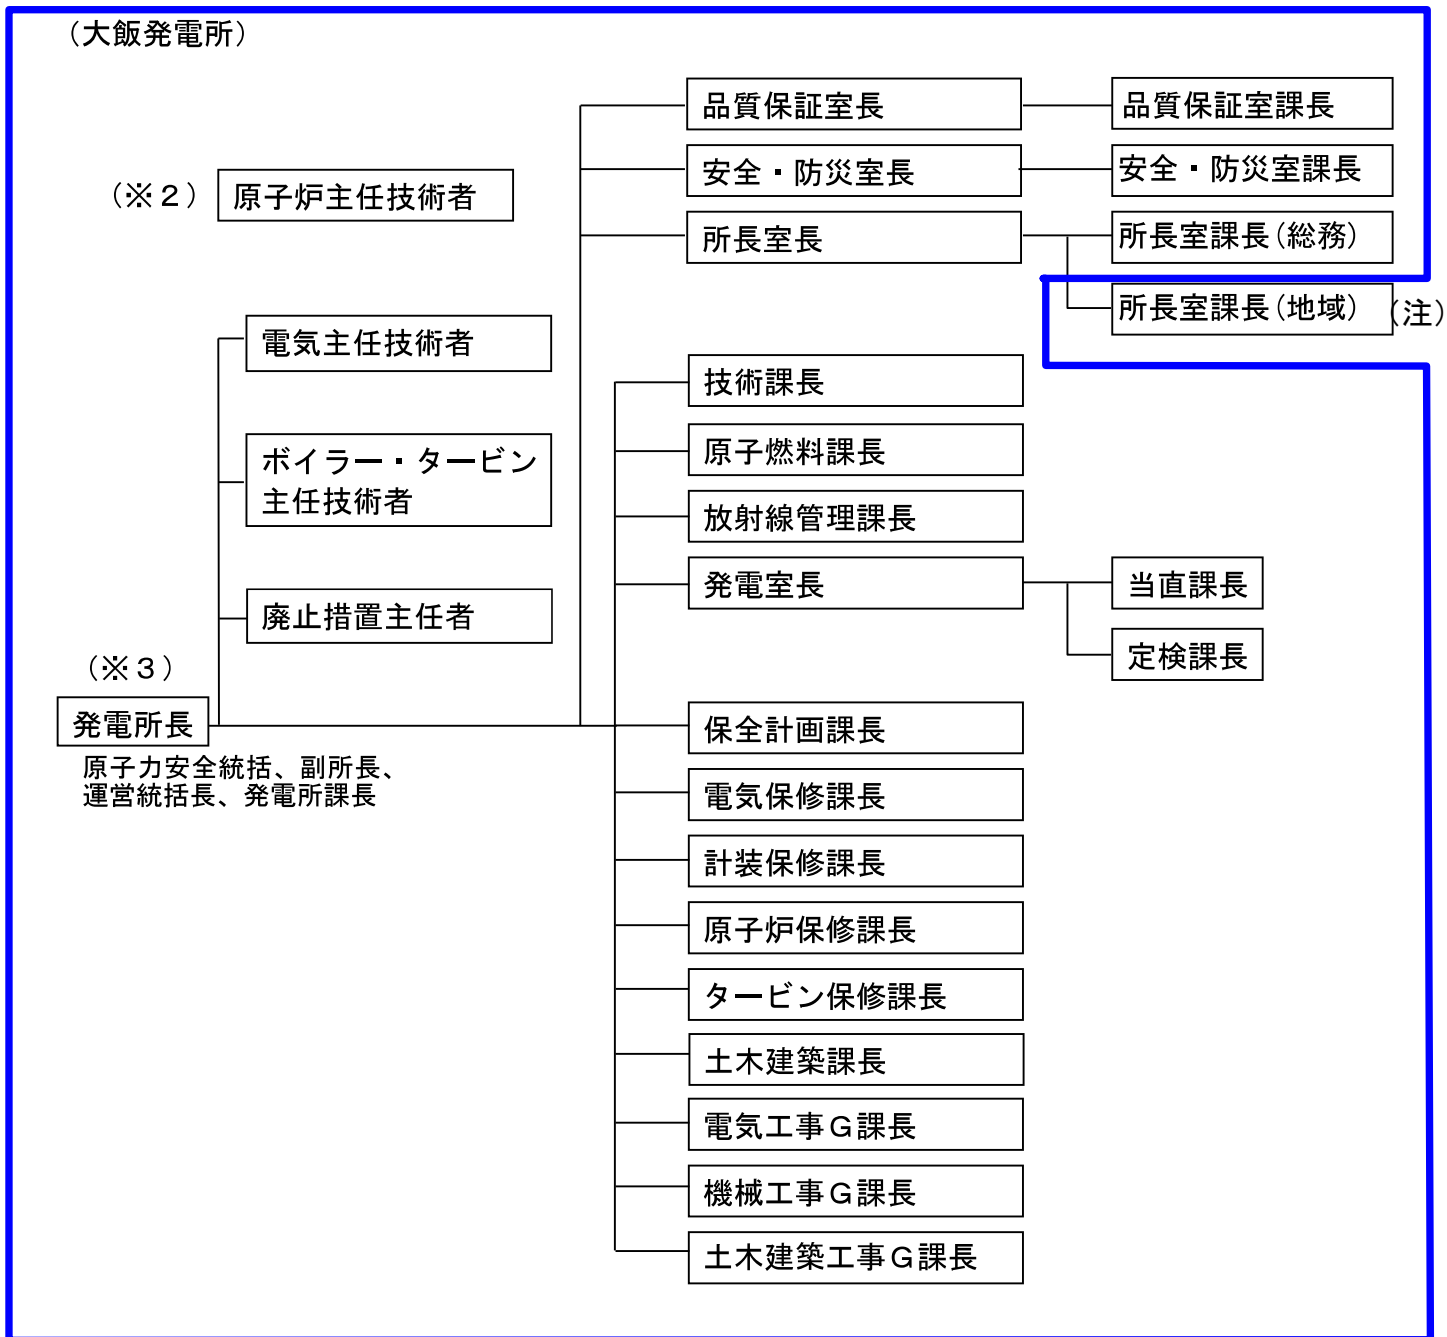 （大飯発電所）
品質保証室長
品質保証室課長
安全・防災室長
安全・防災室課長
（※２）
原子炉主任技術者
所長室長
所長室課長（総務）
所長室課長（地域）
（注）
電気主任技術者
技術課長
ボイラー・タービン
主任技術者
原子燃料課長
放射線管理課長
発電室長
当直課長
廃止措置主任者
定検課長
（※３）
発電所長
原子力安全統括、副所長、
運営統括長、発電所課長
保全計画課長
電気保修課長
計装保修課長
原子炉保修課長
タービン保修課長
土木建築課長
電気工事Ｇ課長
機械工事Ｇ課長
土木建築工事Ｇ課長